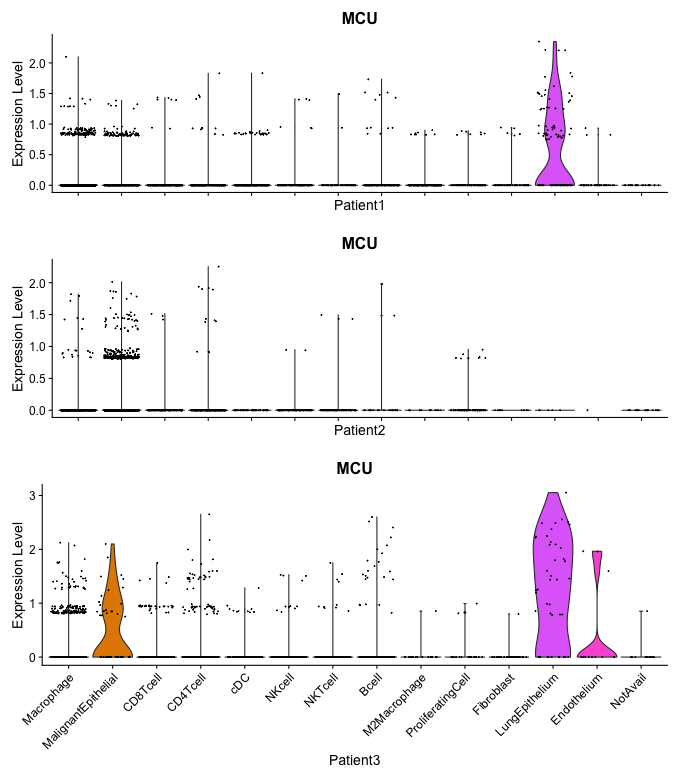 MCU
Expression Level
2.0
1.5
1.0
0.5
0.0
Patient1
MCU
Expression Level
2.0
1.5
1.0
0.5
0.0
Patient2
MCU
Expression Level
3
2
1
0
Macrophage
MalignantEpithelial
CD8Tcell
CD4Tcell
cDC
NKcell
NKTcell
Bcell
M2Macrophage
ProliferatingCell
Fibroblast
LungEpithelium
Endothelium
NotAvail
Patient3